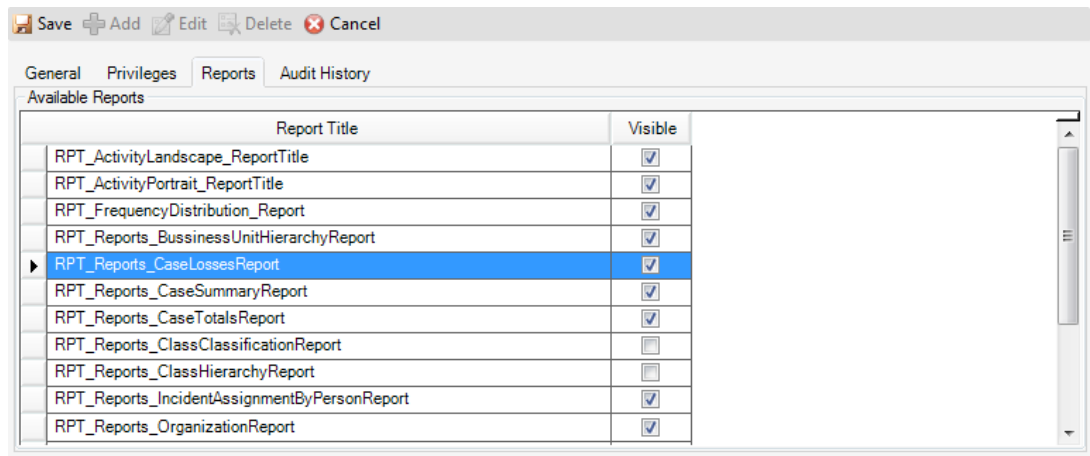 Save Add Edit Delete Cancel
General Privileges Reports Audit History
Available Reports
Report Title Visible
RPT_ActivityLandscape_ReportTitle
RPT_ActivityPortrait_ReportTitle
RPT_FrequencyDistribution_Report
RPT_Reports_BussinessUnitHierarchyReport
RPT_Reports_CaseLossesReport
RPT_Reports_CaseSummaryReport
RPT_Reports_CaseTotalsReport
RPT_Reports_ClassClassificationReport
RPT_Reports_ClassHierarchyReport
RPT_Reports_IncidentAssignmentByPersonReport
RPT_Reports_OrganizationReport